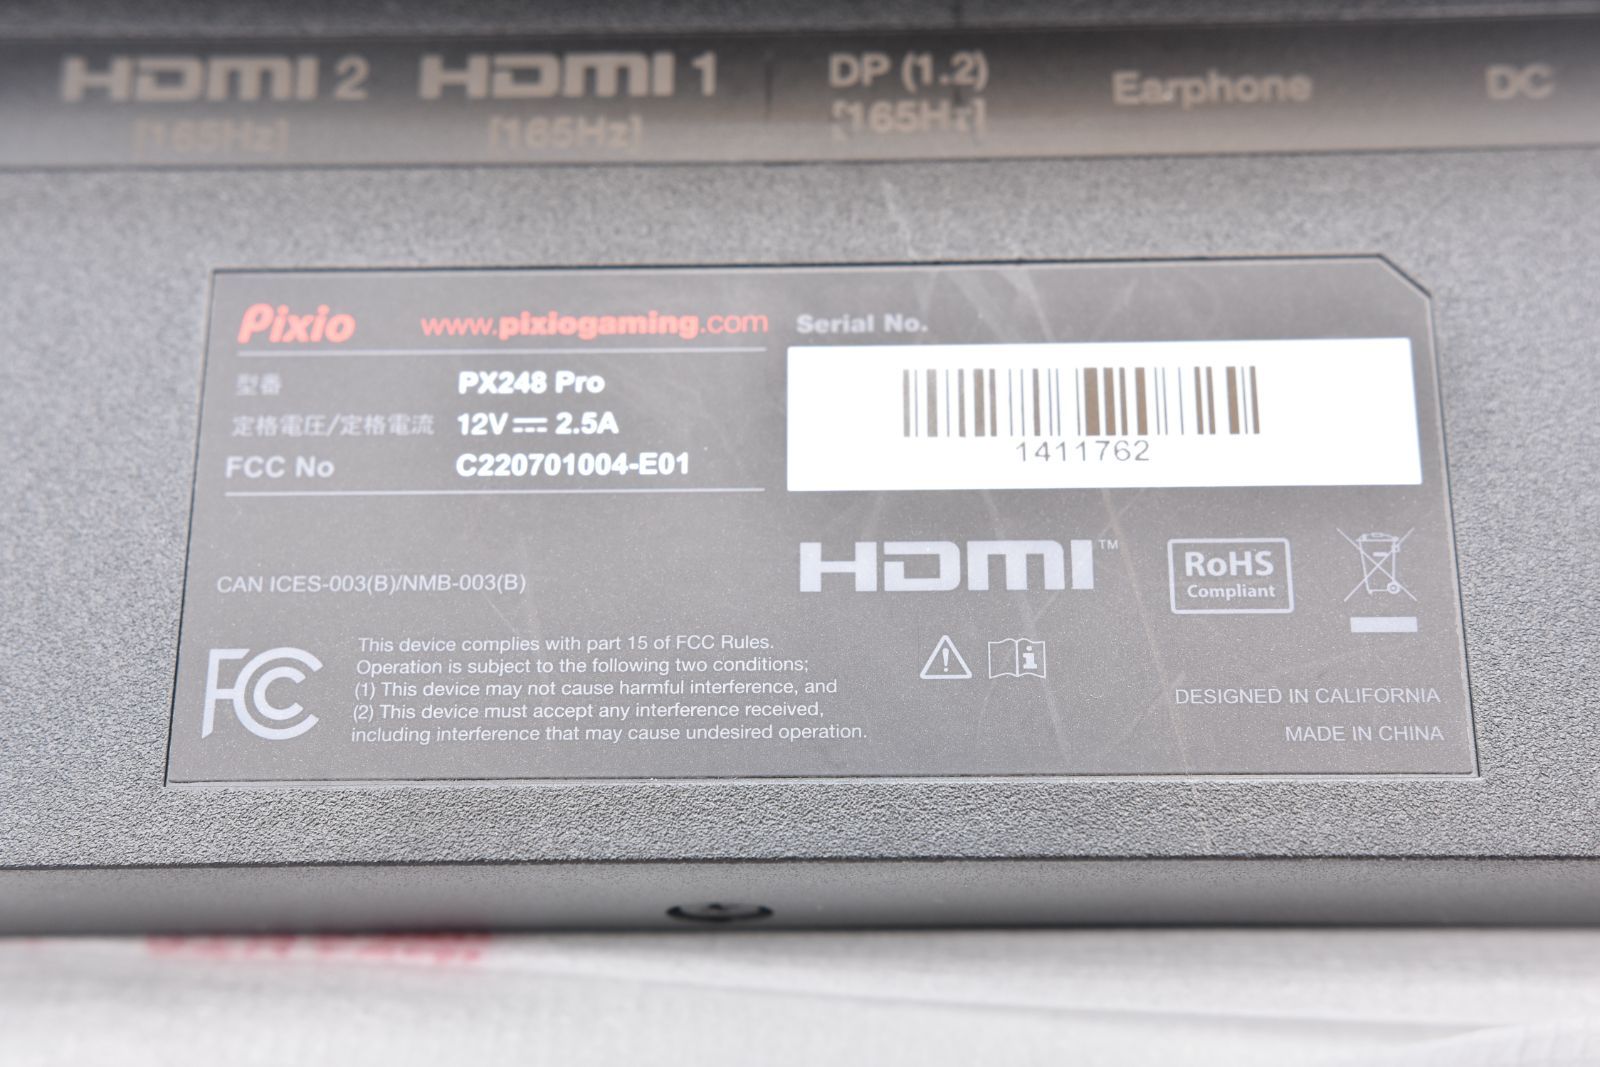 HDMI 2 HDMI 1 DP (1.2) Earphone DC
[165Hz] [165Hz] [165Hz]
Pixio www.pixiogaming.com Serial No.
型番 PX248 Pro
定格電圧/定格電流 12V 2.5A
FCC No C220701004-E01
1411762
HDMI™
RoHS
Compliant
CAN ICES-003(B)/NMB-003(B)
FC
This device complies with part 15 of FCC Rules.
Operation is subject to the following two conditions;
(1) This device may not cause harmful interference, and
(2) This device must accept any interference received,
including interference that may cause undesired operation.
DESIGNED IN CALIFORNIA
MADE IN CHINA